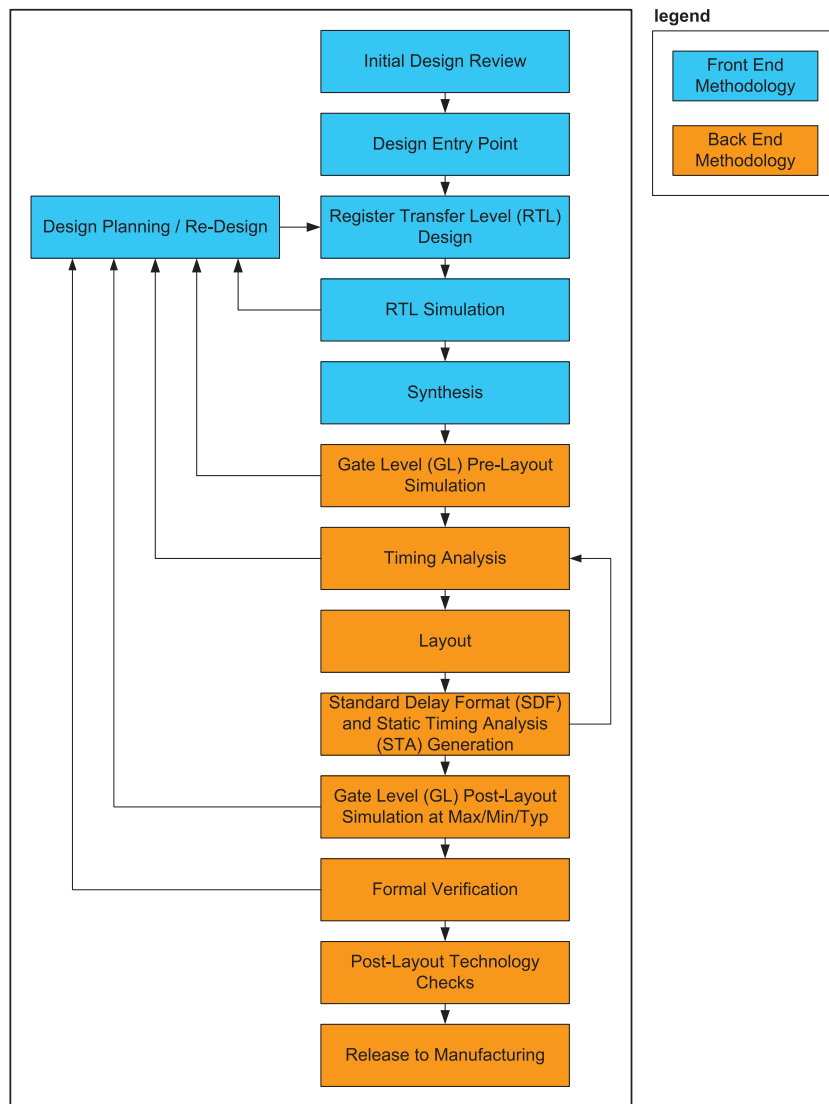 legend
Front End
Methodology
Back End
Methodology
Initial Design Review
Design Entry Point
Design Planning / Re-Design
Register Transfer Level (RTL)
Design
RTL Simulation
Synthesis
Gate Level (GL) Pre-Layout
Simulation
Timing Analysis
Layout
Standard Delay Format (SDF)
and Static Timing Analysis
(STA) Generation
Gate Level (GL) Post-Layout
Simulation at Max/Min/Typ
Formal Verification
Post-Layout Technology
Checks
Release to Manufacturing